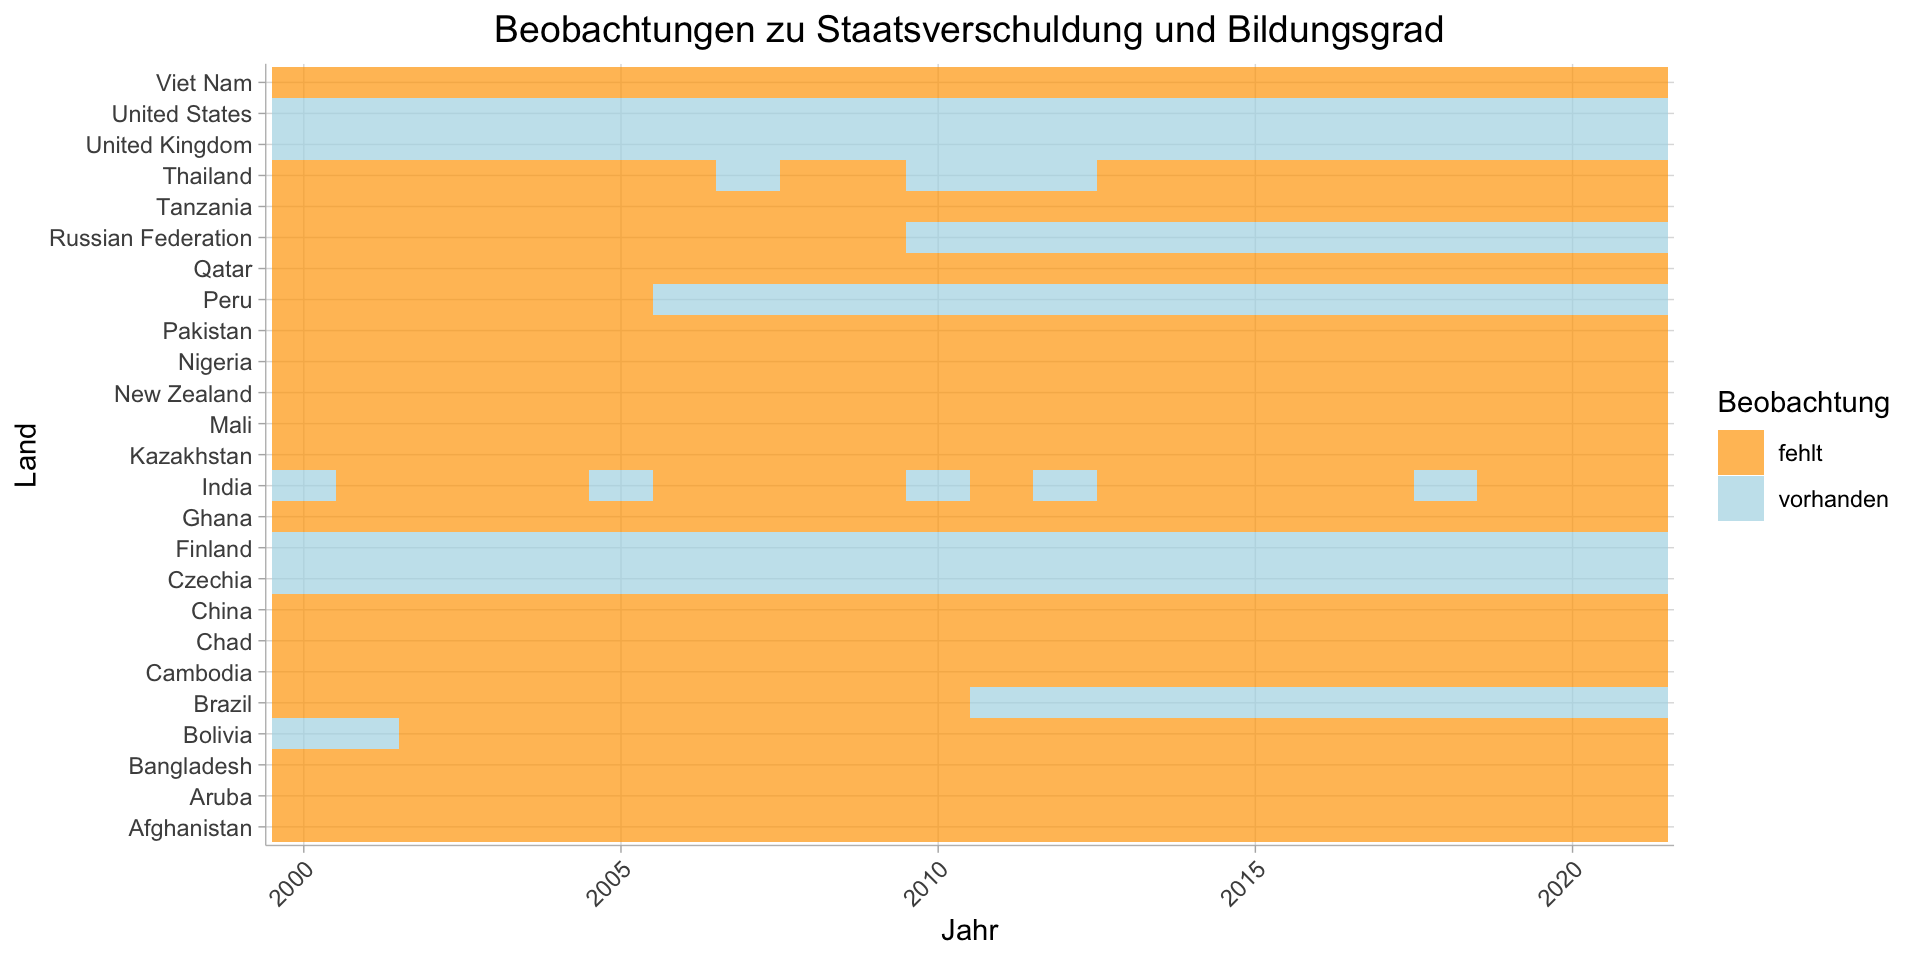 Beobachtungen zu Staatsverschuldung und Bildungsgrad
Land
Viet Nam
United States
United Kingdom
Thailand
Tanzania
Russian Federation
Qatar
Peru
Pakistan
Nigeria
New Zealand
Mali
Kazakhstan
India
Ghana
Finland
Czechia
China
Chad
Cambodia
Brazil
Bolivia
Bangladesh
Aruba
Afghanistan
2000 2005 2010 2015 2020
Jahr
Beobachtung
fehlt
vorhanden